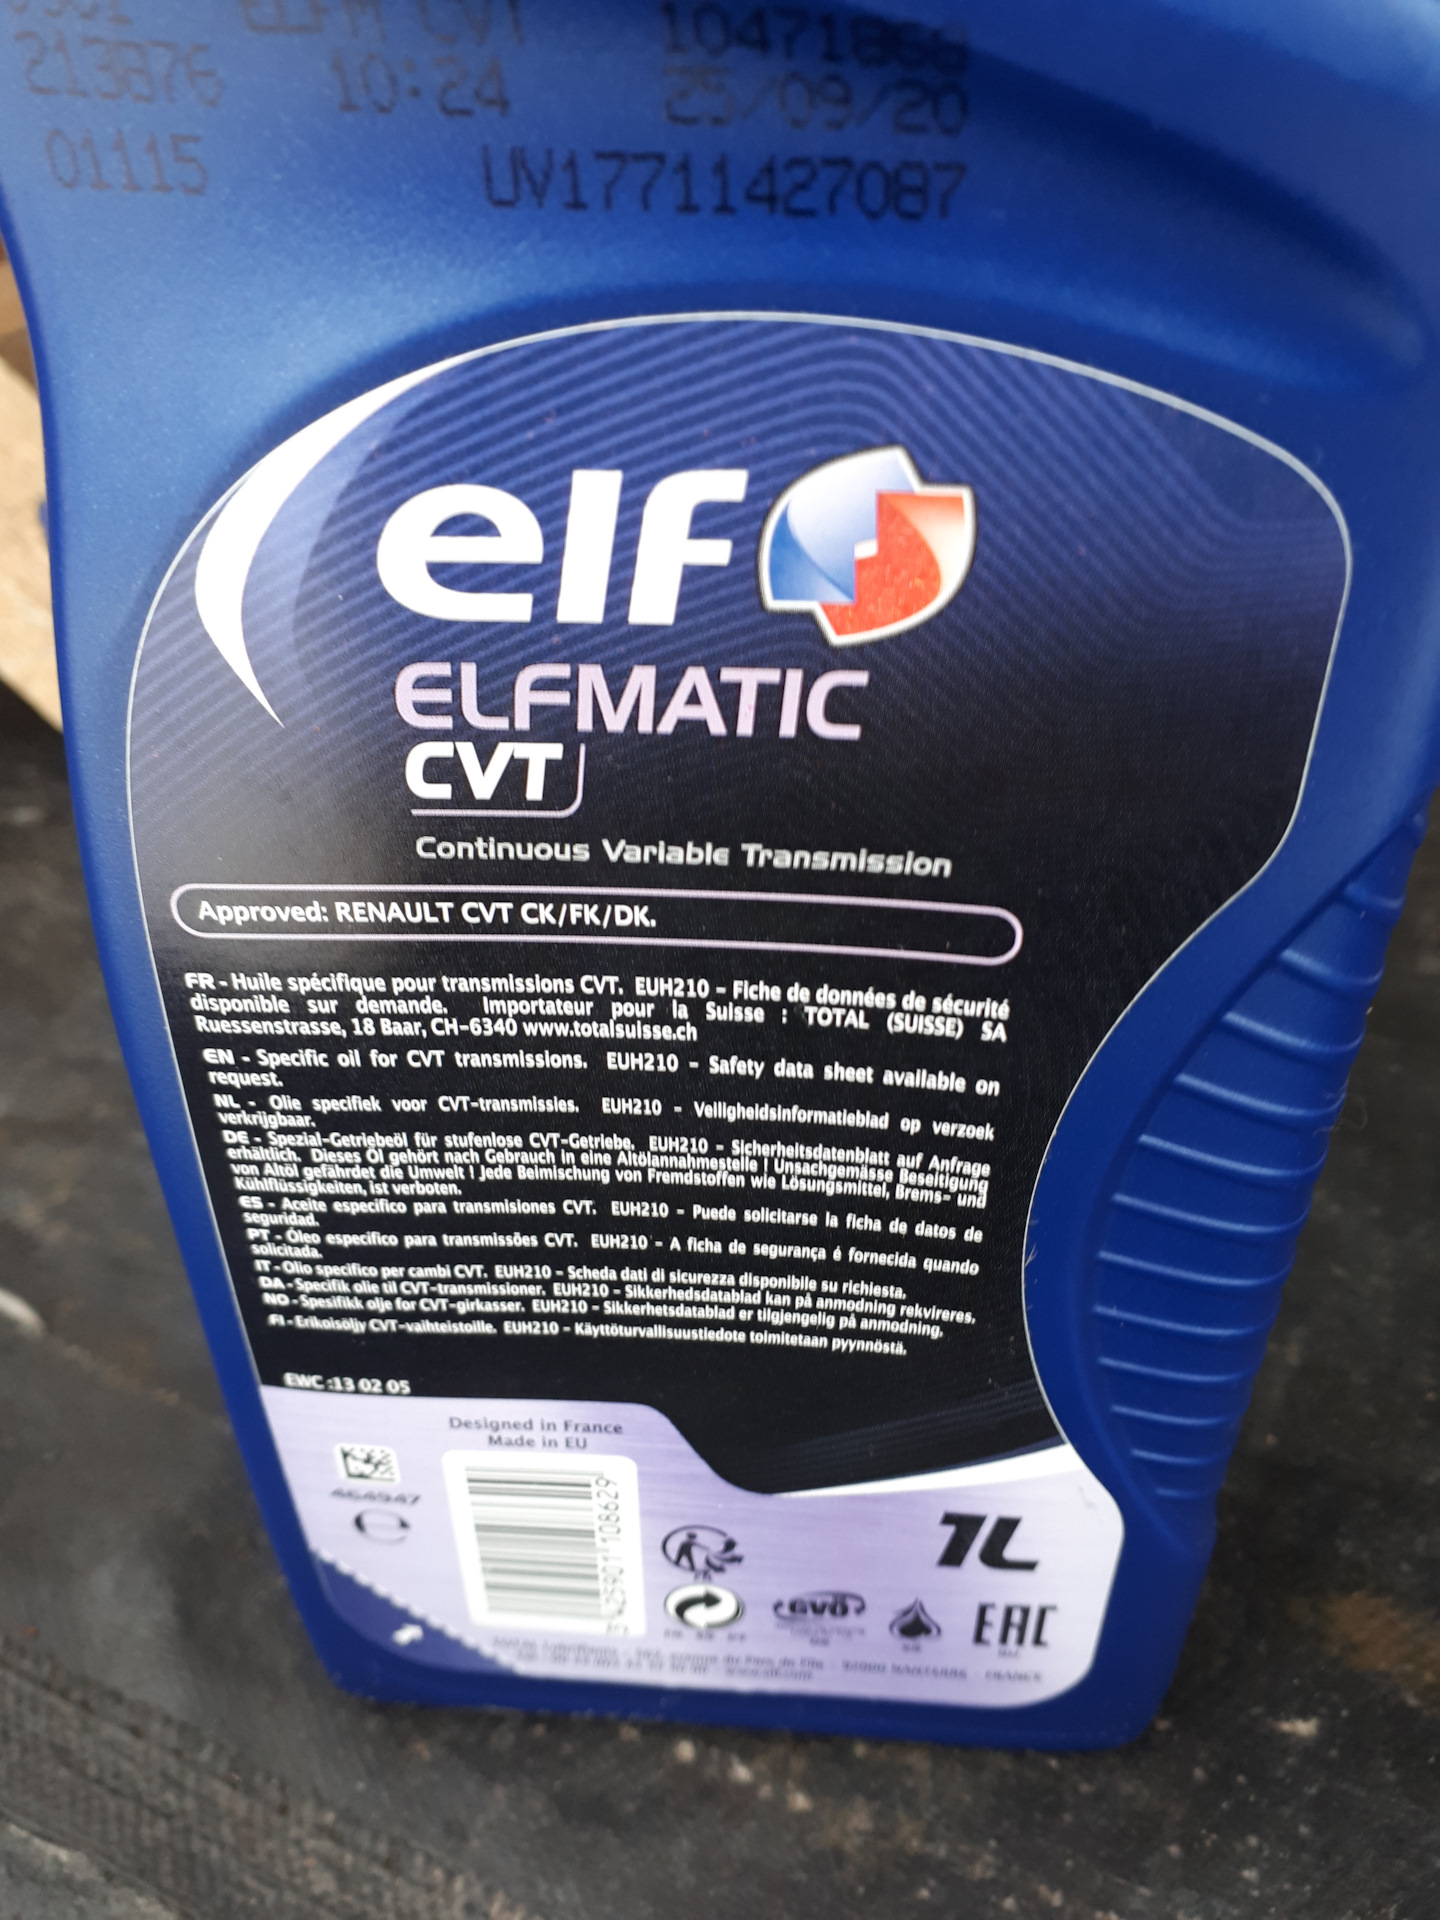 ELFM CVT
213876 10:24 25/09/20
01115 UV17711427087
elf
ELFMATIC
CVT
Continuous Variable Transmission
Approved: RENAULT CVT CK/FK/DK.
FR - Huile spécifique pour transmissions CVT. EUH210 - Fiche de données de sécurité
disponible sur demande. Importateur pour la Suisse : TOTAL (SUISSE) SA
Ruessenstrasse, 18 Baar, CH-6340 www.totalsuisse.ch
EN - Specific oil for CVT transmissions. EUH210 - Safety data sheet available on
request.
NL - Olie specifiek voor CVT-transmissies. EUH210 - Veiligheidsinformatieblad op verzoek
verkrijgbaar.
DE - Spezial-Getriebeöl für stufenlose CVT-Getriebe. EUH210 - Sicherheitsdatenblatt auf Anfrage
erhältlich. Dieses Öl gehört nach Gebrauch in eine Altölannahmestelle ! Unsachgemässe Beseitigung
von Altöl gefährdet die Umwelt ! Jede Beimischung von Fremdstoffen wie Lösungsmittel, Brems- und
Kühlflüssigkeiten, ist verboten.
ES - Aceite especifico para transmisiones CVT. EUH210 - Puede solicitarse la ficha de datos de
seguridad.
PT - Óleo especifico para transmissões CVT. EUH210 - A ficha de segurança é fornecida quando
solicitada.
IT - Olio specifico per cambi CVT. EUH210 - Scheda dati di sicurezza disponibile su richiesta.
DA - Specifik olie til CVT-transmissioner. EUH210 - Sikkerhedsdatablad kan på anmodning rekvireres.
NO - Spesifikk olje for CVT-girkasser. EUH210 - Sikkerhetsdatablad er tilgjengelig på anmodning.
FI - Erikoisöljy CVT-vaihteistoille. EUH210 - Käyttöturvallisuustiedote toimitetaan pyynnöstä.
EWC :13 02 05
Designed in France
Made in EU
464947
e
5 425901 108629
1L
FR
GVÖ
EAC